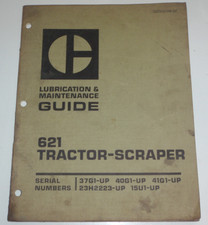 LUBRICATION &
MAINTENANCE
GUIDE
621
TRACTOR-SCRAPER
SERIAL 37G1-UP 40G1-UP 41G1-UP
NUMBERS 23H2223-UP 15U1-UP